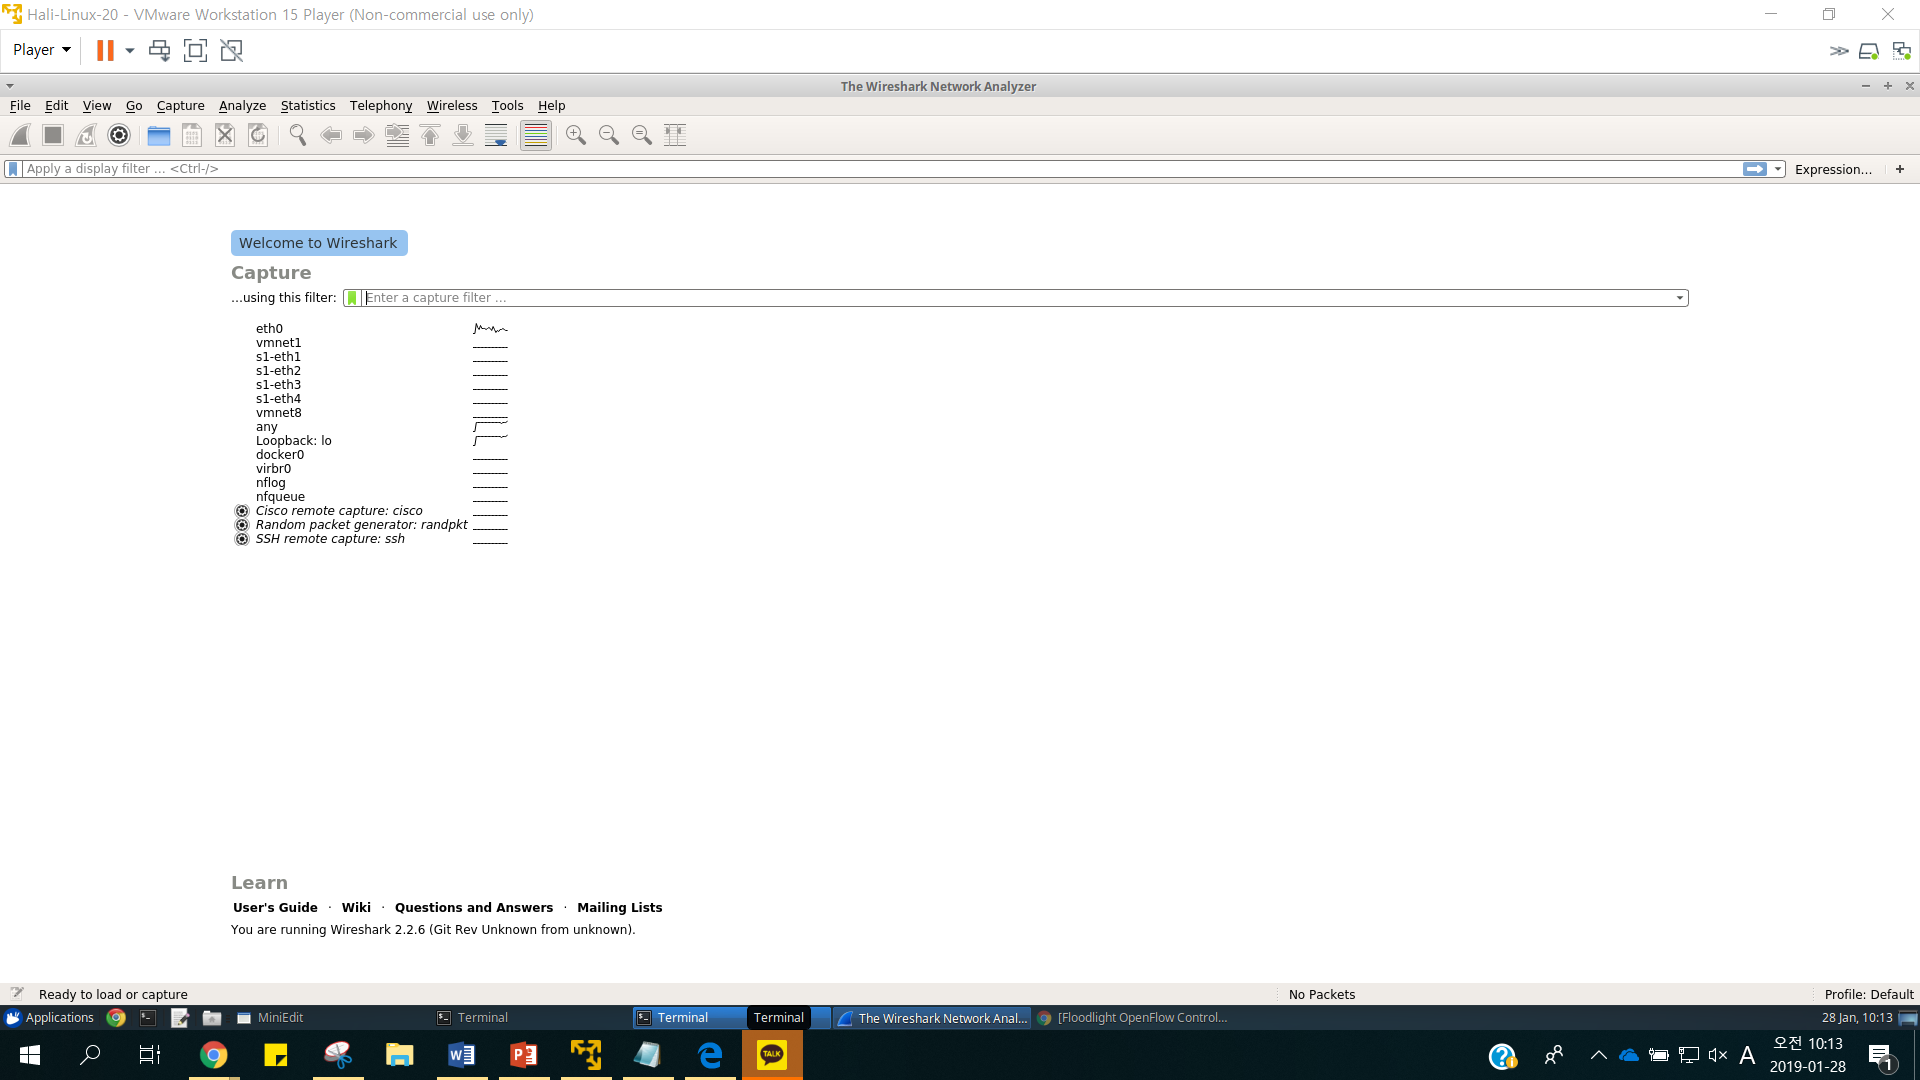 Hali-Linux-20 - VMware Workstation 15 Player (Non-commercial use only)
Player
The Wireshark Network Analyzer
File Edit View Go Capture Analyze Statistics Telephony Wireless Tools Help
Apply a display filter ... <Ctrl-/>
Expression...
+
Welcome to Wireshark
Capture
...using this filter:
Enter a capture filter ...
eth0
vmnet1
s1-eth1
s1-eth2
s1-eth3
s1-eth4
vmnet8
any
Loopback: lo
docker0
virbr0
nflog
nfqueue
Cisco remote capture: cisco
Random packet generator: randpkt
SSH remote capture: ssh
Learn
User's Guide · Wiki · Questions and Answers · Mailing Lists
You are running Wireshark 2.2.6 (Git Rev Unknown from unknown).
Ready to load or capture
No Packets
Profile: Default
Applications
MiniEdit
Terminal
Terminal
Terminal
The Wireshark Network Anal...
[Floodlight OpenFlow Control...
28 Jan, 10:13
TALK
A
오전 10:13
2019-01-28
1